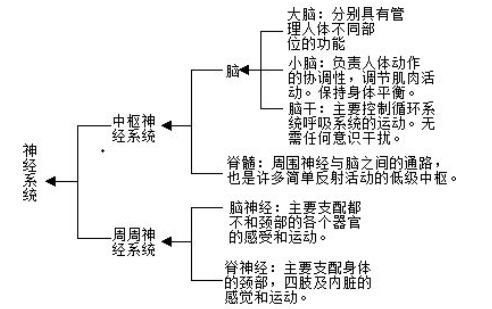 大脑：分别具有管
理人体不同部
位的功能
小脑：负责人体动作
的协调性，调节肌肉活
动。保持身体平衡。
脑
脑干：主要控制循环系
统呼吸系统的运动。无
需任何意识干扰。
中枢神
经系统
脊髓：周围神经与脑之间的通路，
也是许多简单反射活动的低级中枢。
神经系统
脑神经：主要支配都
不和颈部的各个器官
的感受和运动。
周周神
经系统
脊神经：主要支配身体
的颈部，四肢及内脏的
感觉和运动。